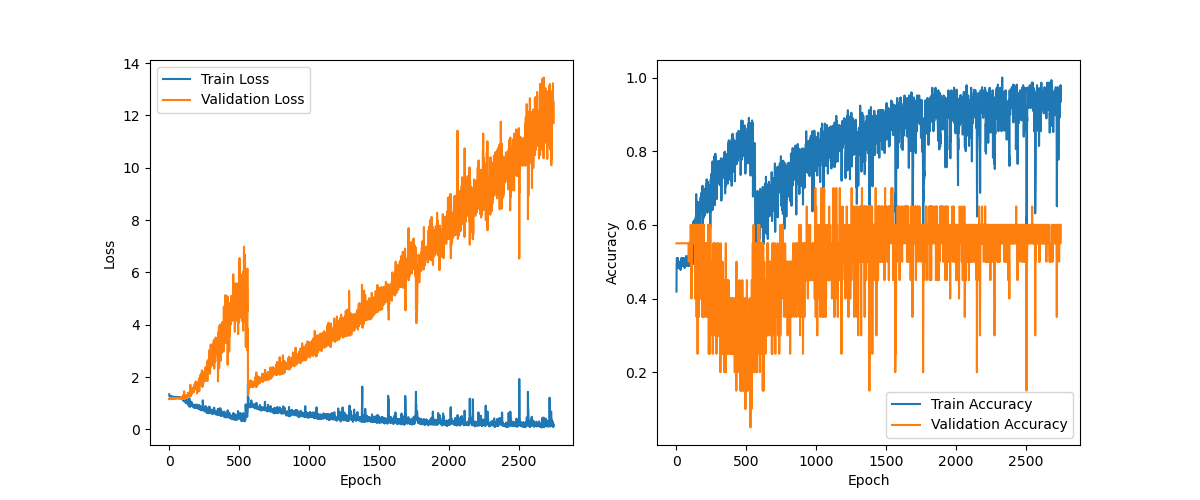 14
12
10
8
6
4
2
0
Loss
Train Loss
Validation Loss
0 500 1000 1500 2000 2500
Epoch
1.0
0.8
0.6
0.4
0.2
Accuracy
Train Accuracy
Validation Accuracy
0 500 1000 1500 2000 2500
Epoch